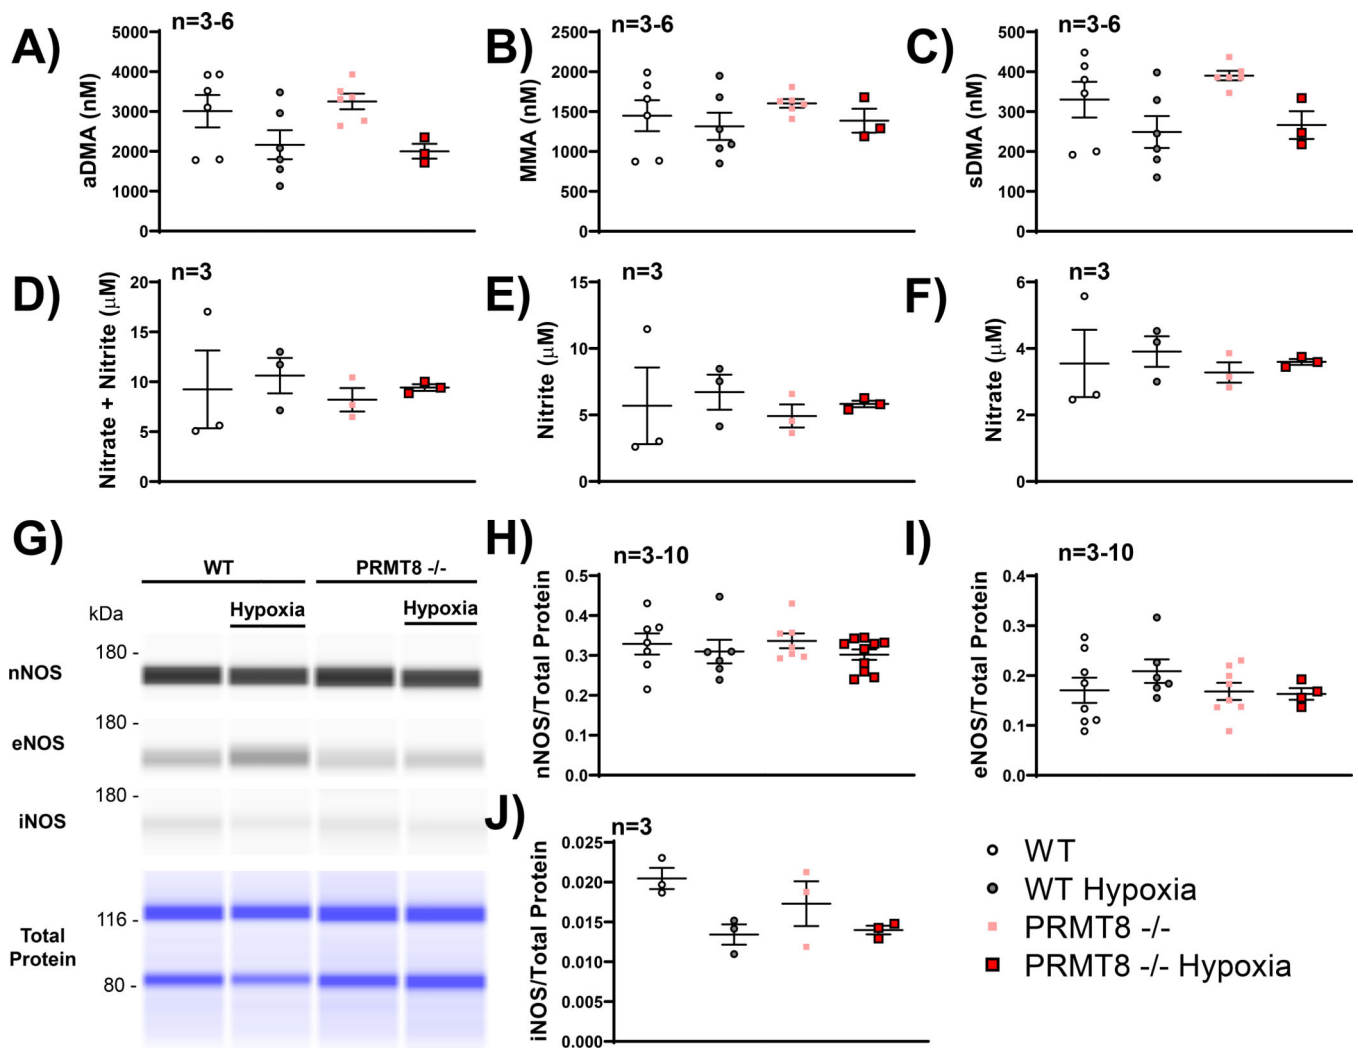 A)
n=3-6
aDMA (nM)
5000
4000
3000
2000
1000
0
B)
n=3-6
MMA (nM)
2500
2000
1500
1000
500
0
C)
n=3-6
sDMA (nM)
500
400
300
200
100
0
D)
n=3
Nitrate + Nitrite (μM)
20
15
10
5
0
E)
n=3
Nitrite (μM)
15
10
5
0
F)
n=3
Nitrate (μM)
6
4
2
0
G)
WT
PRMT8 -/-
kDa
Hypoxia
Hypoxia
180 -
nNOS
180 -
eNOS
180 -
iNOS
116 -
Total
Protein
80 -
H)
n=3-10
nNOS/Total Protein
0.5
0.4
0.3
0.2
0.1
0.0
I)
n=3-10
eNOS/Total Protein
0.4
0.3
0.2
0.1
0.0
J)
n=3
iNOS/Total Protein
0.025
0.020
0.015
0.010
0.005
0.000
WT
WT Hypoxia
PRMT8 -/-
PRMT8 -/- Hypoxia